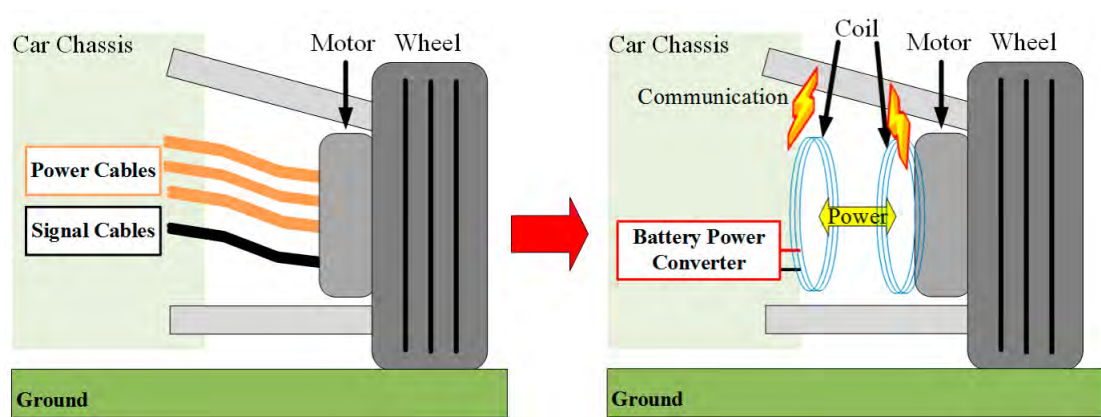 Car Chassis
Motor Wheel
Power Cables
Signal Cables
Ground
Coil
Car Chassis
Motor Wheel
Communication
Power
Battery Power
Converter
Ground